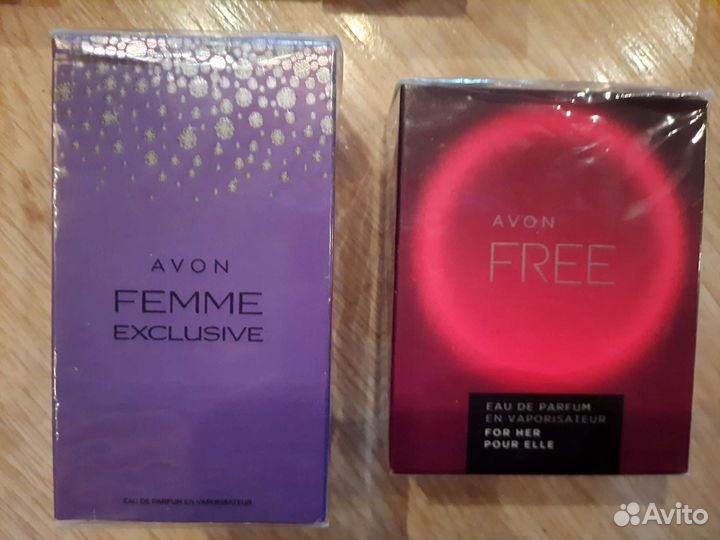 AVON
FEMME
EXCLUSIVE
EAU DE PARFUM EN VAPORISATEUR
AVON
FREE
EAU DE PARFUM
EN VAPORISATEUR
FOR HER
POUR ELLE
Avito